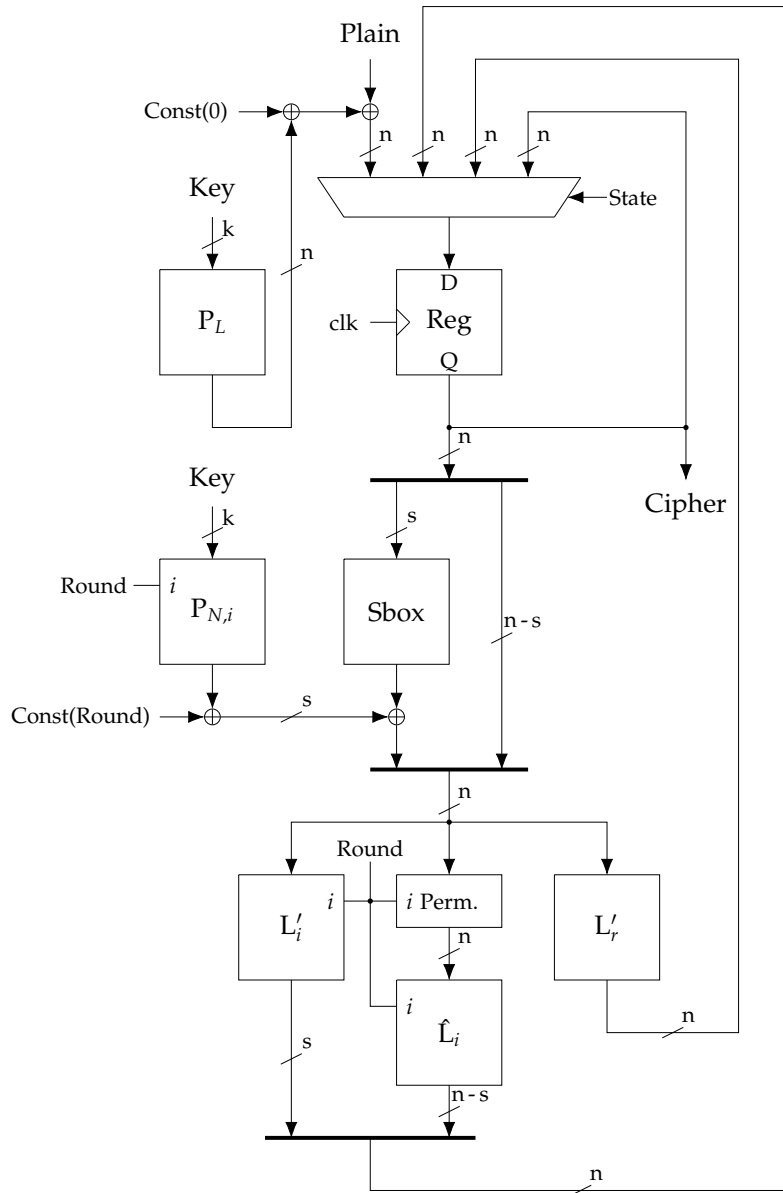 Plain
Const(0)
n n n n
Key
State
k
n
D
P_L
clk
Reg
Q
n
Key
Cipher
k
s
Round
i
P_{N,i}
Sbox
n - s
s
Const(Round)
n
Round
i
i Perm.
L′_i
L′_r
n
i
L̂_i
n
s
n - s
n